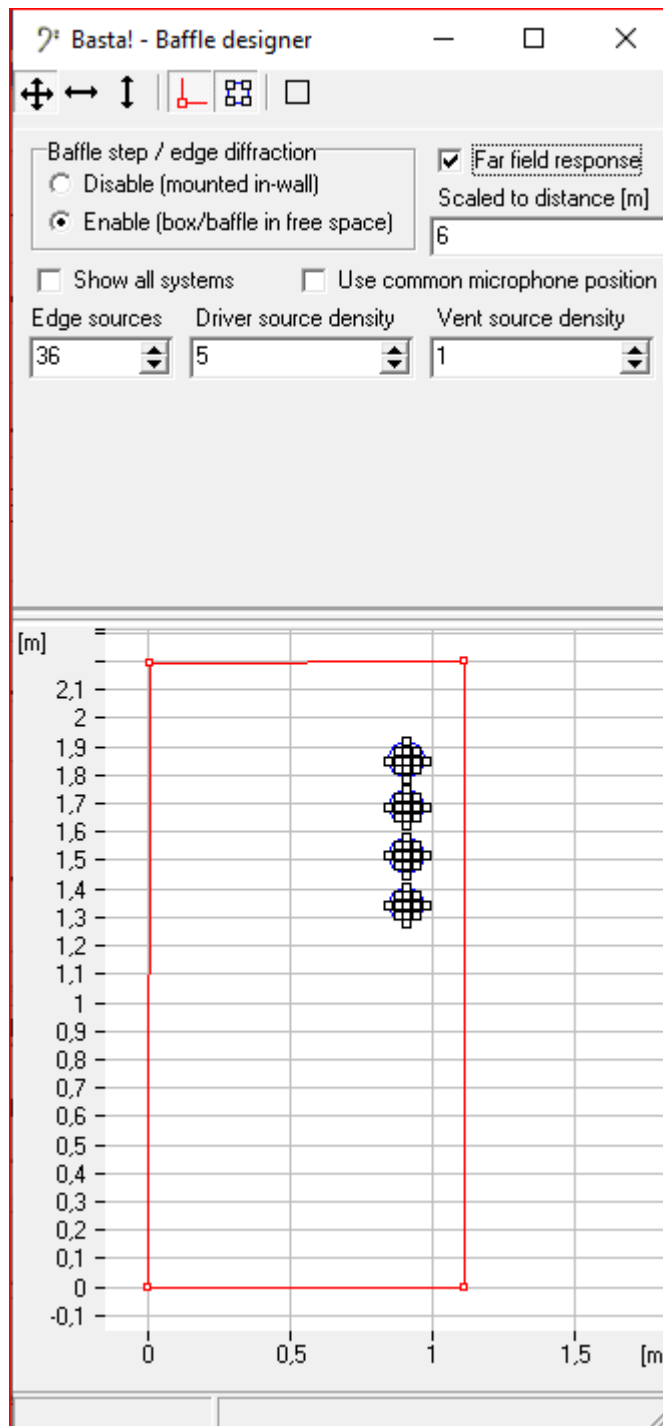 Basta! - Baffle designer
Baffle step / edge diffraction
Disable (mounted in-wall)
Enable (box/baffle in free space)
Far field response
Scaled to distance [m]
6
Show all systems
Use common microphone position
Edge sources
Driver source density
Vent source density
36
5
1
[m]
2,1
2
1,9
1,8
1,7
1,6
1,5
1,4
1,3
1,2
1,1
1
0,9
0,8
0,7
0,6
0,5
0,4
0,3
0,2
0,1
0
-0,1
0
0,5
1
1,5
[m